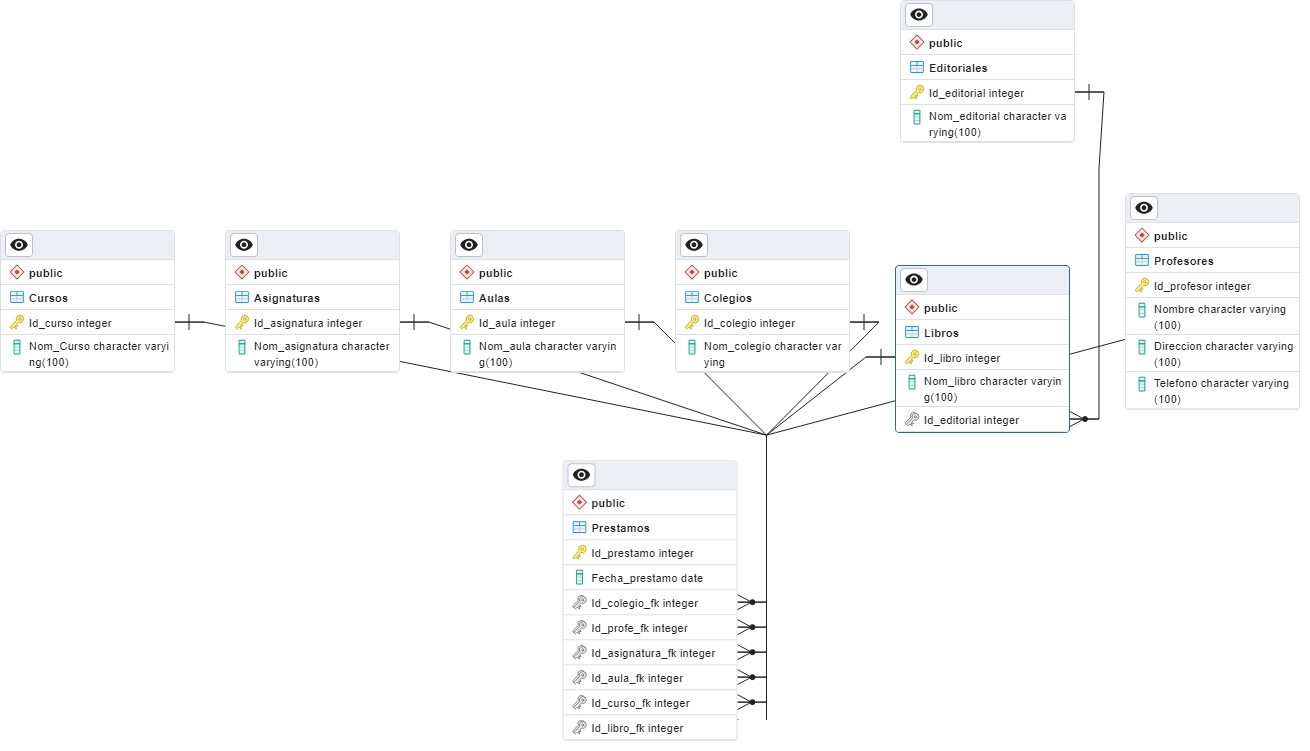 public
Editoriales
Id_editorial integer
Nom_editorial character va
rying(100)
public
Cursos
Id_curso integer
Nom_Curso character varyi
ng(100)
public
Asignaturas
Id_asignatura integer
Nom_asignatura character
varying(100)
public
Aulas
Id_aula integer
Nom_aula character varyin
g(100)
public
Colegios
Id_colegio integer
Nom_colegio character var
ying
public
Libros
Id_libro integer
Nom_libro character varyin
g(100)
Id_editorial integer
public
Profesores
Id_profesor integer
Nombre character varying
(100)
Direccion character varying
(100)
Telefono character varying
(100)
public
Prestamos
Id_prestamo integer
Fecha_prestamo date
Id_colegio_fk integer
Id_profe_fk integer
Id_asignatura_fk integer
Id_aula_fk integer
Id_curso_fk integer
Id_libro_fk integer